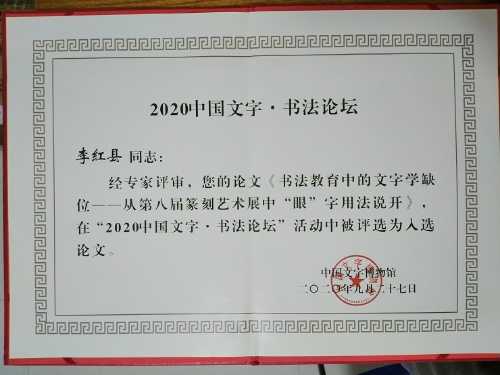 2020中国文字·书法论坛
李红县 同志：
经专家评审，您的论文《书法教育中的文字学缺
位——从第八届篆刻艺术展中“眼”字用法说开》，
在“2020中国文字·书法论坛”活动中被评选为入选
论文。
中国文字博物馆
二〇二〇年九月二十七日